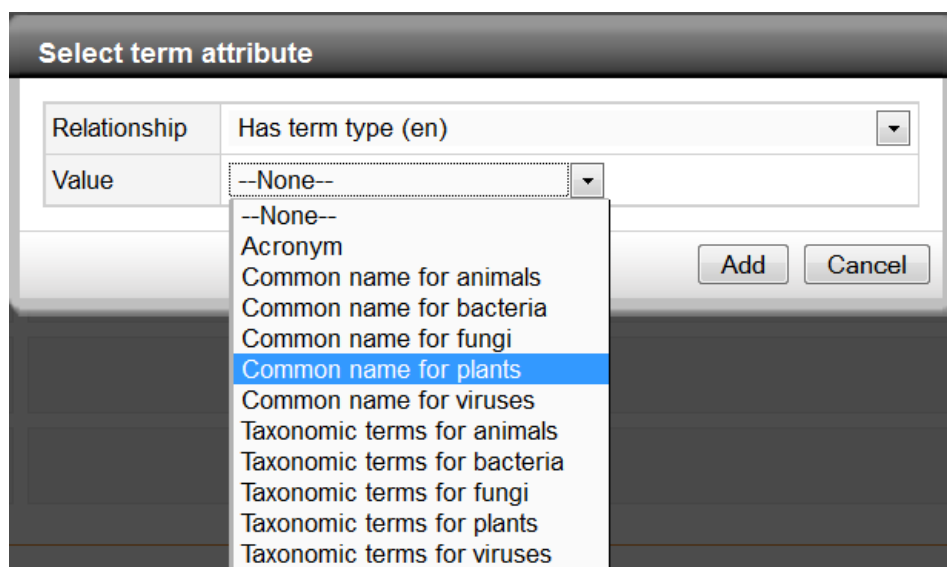 Select term attribute
Relationship Has term type (en)
Value --None--
--None--
Acronym
Common name for animals
Common name for bacteria
Common name for fungi
Common name for plants
Common name for viruses
Taxonomic terms for animals
Taxonomic terms for bacteria
Taxonomic terms for fungi
Taxonomic terms for plants
Taxonomic terms for viruses
Add Cancel